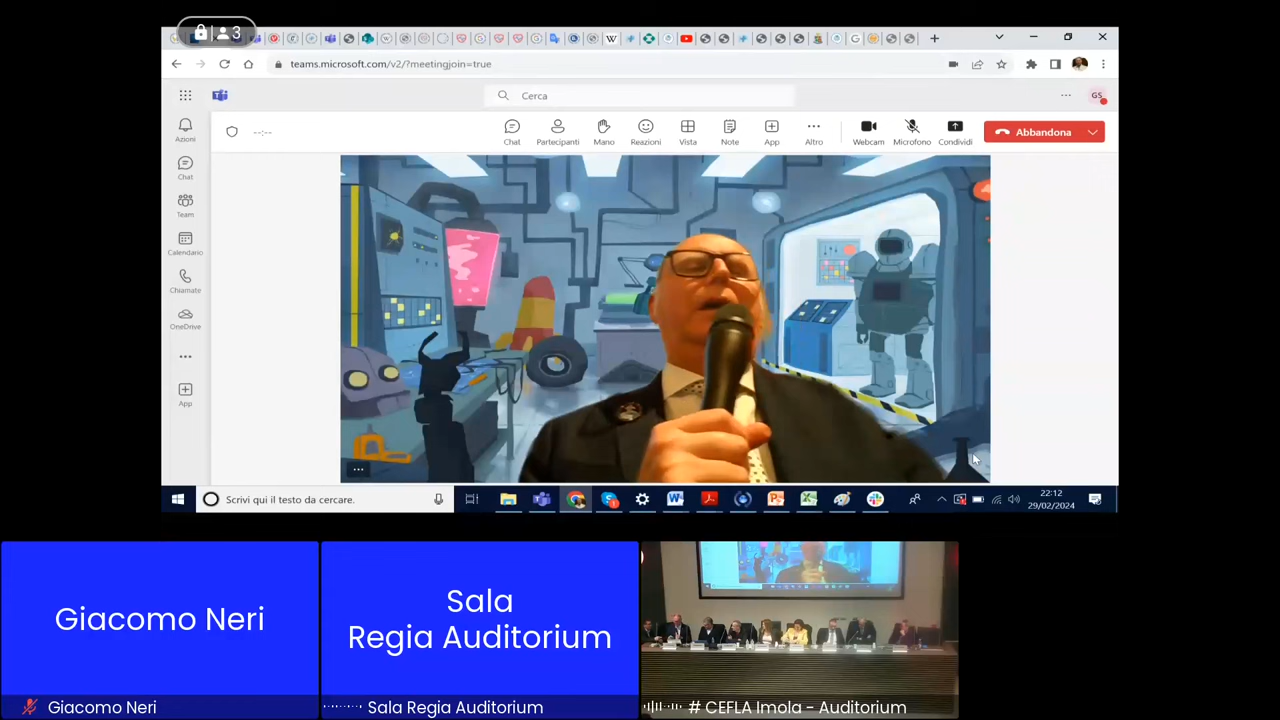 3
teams.microsoft.com/v2/?meetingjoin=true
Cerca
GS
Azioni
Chat
Team
Calendario
Chiamate
OneDrive
App
--:--
Chat
Partecipanti
Mano
Reazioni
Vista
Note
App
Altro
Webcam
Microfono
Condividi
Abbandona
Scrivi qui il testo da cercare.
22:12
29/02/2024
Giacomo Neri
Sala
Regia Auditorium
Giacomo Neri
Sala Regia Auditorium
# CEFLA Imola - Auditorium